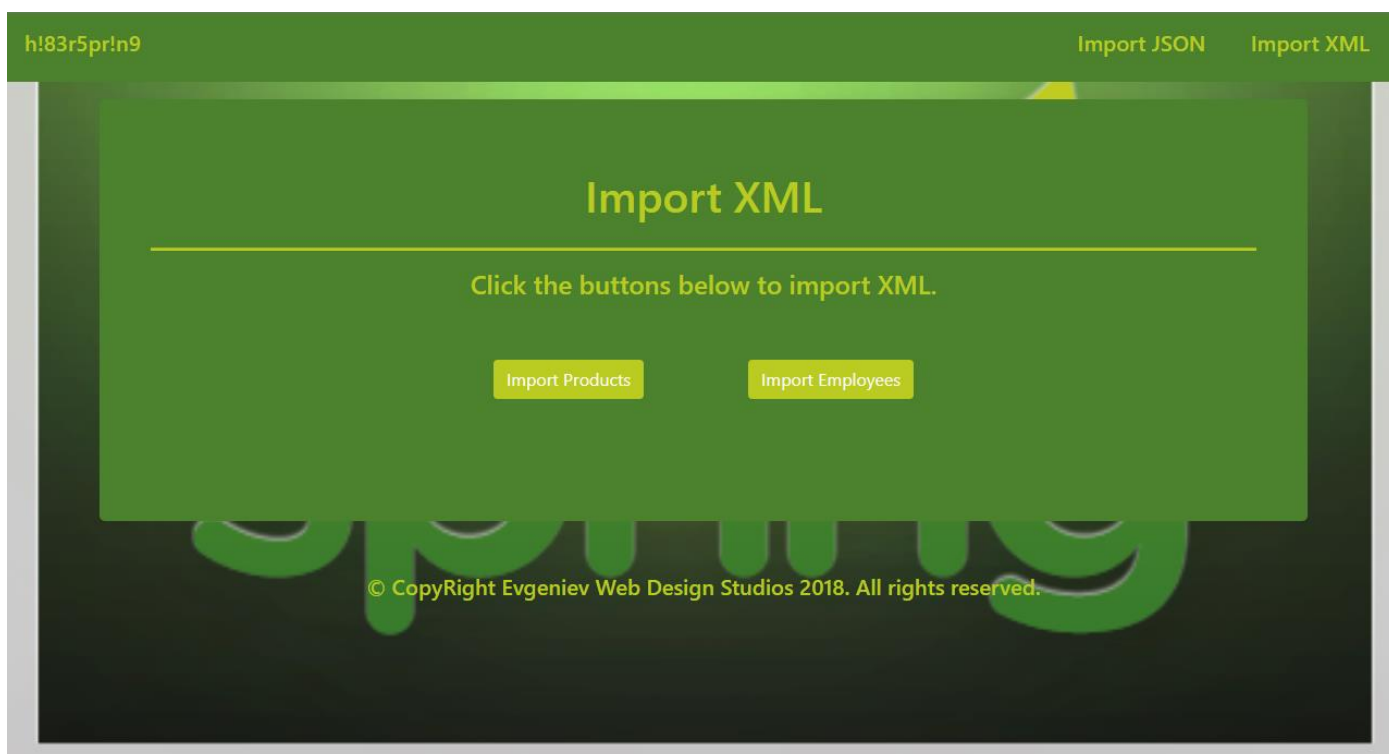 h!83r5pr!n9
Import JSON
Import XML
Import XML
Click the buttons below to import XML.
Import Products
Import Employees
spring
© CopyRight Evgeniev Web Design Studios 2018. All rights reserved.